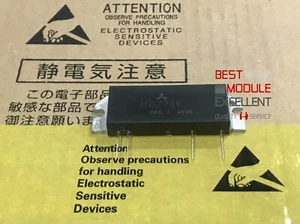 ATTENTION
OBSERVE PRECAUTIONS
FOR HANDLING
ELECTROSTATIC
SENSITIVE
DEVICES
静電気注意
この電子部
敏感な部品で
御注意願いま
BEST
MODULE
EXCELLENT
SERVICE
JAPAN
Attention
Observe precautions
for handling
Electrostatic
Sensitive
Devices